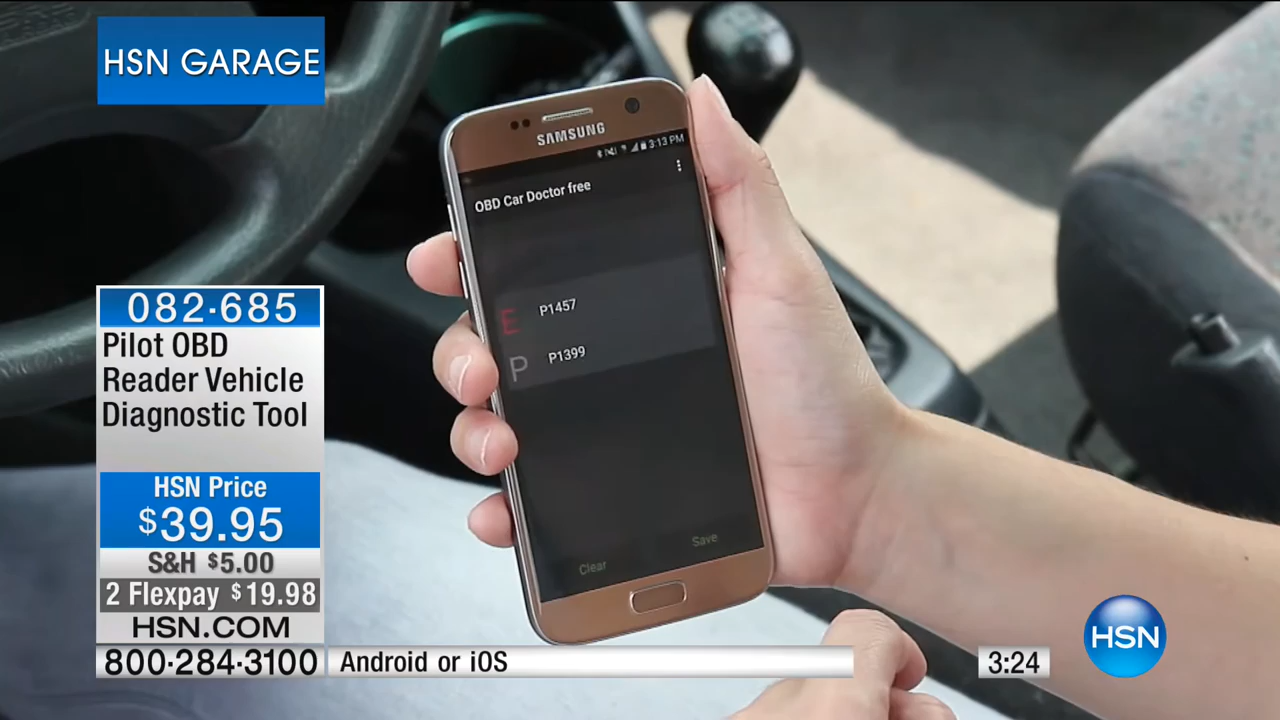 HSN GARAGE
SAMSUNG
3:13 PM
OBD Car Doctor free
E P1457
P P1399
Clear
Save
082-685
Pilot OBD
Reader Vehicle
Diagnostic Tool
HSN Price
$39.95
S&H $5.00
2 Flexpay $19.98
HSN.COM
800-284-3100
Android or iOS
3:24
HSN